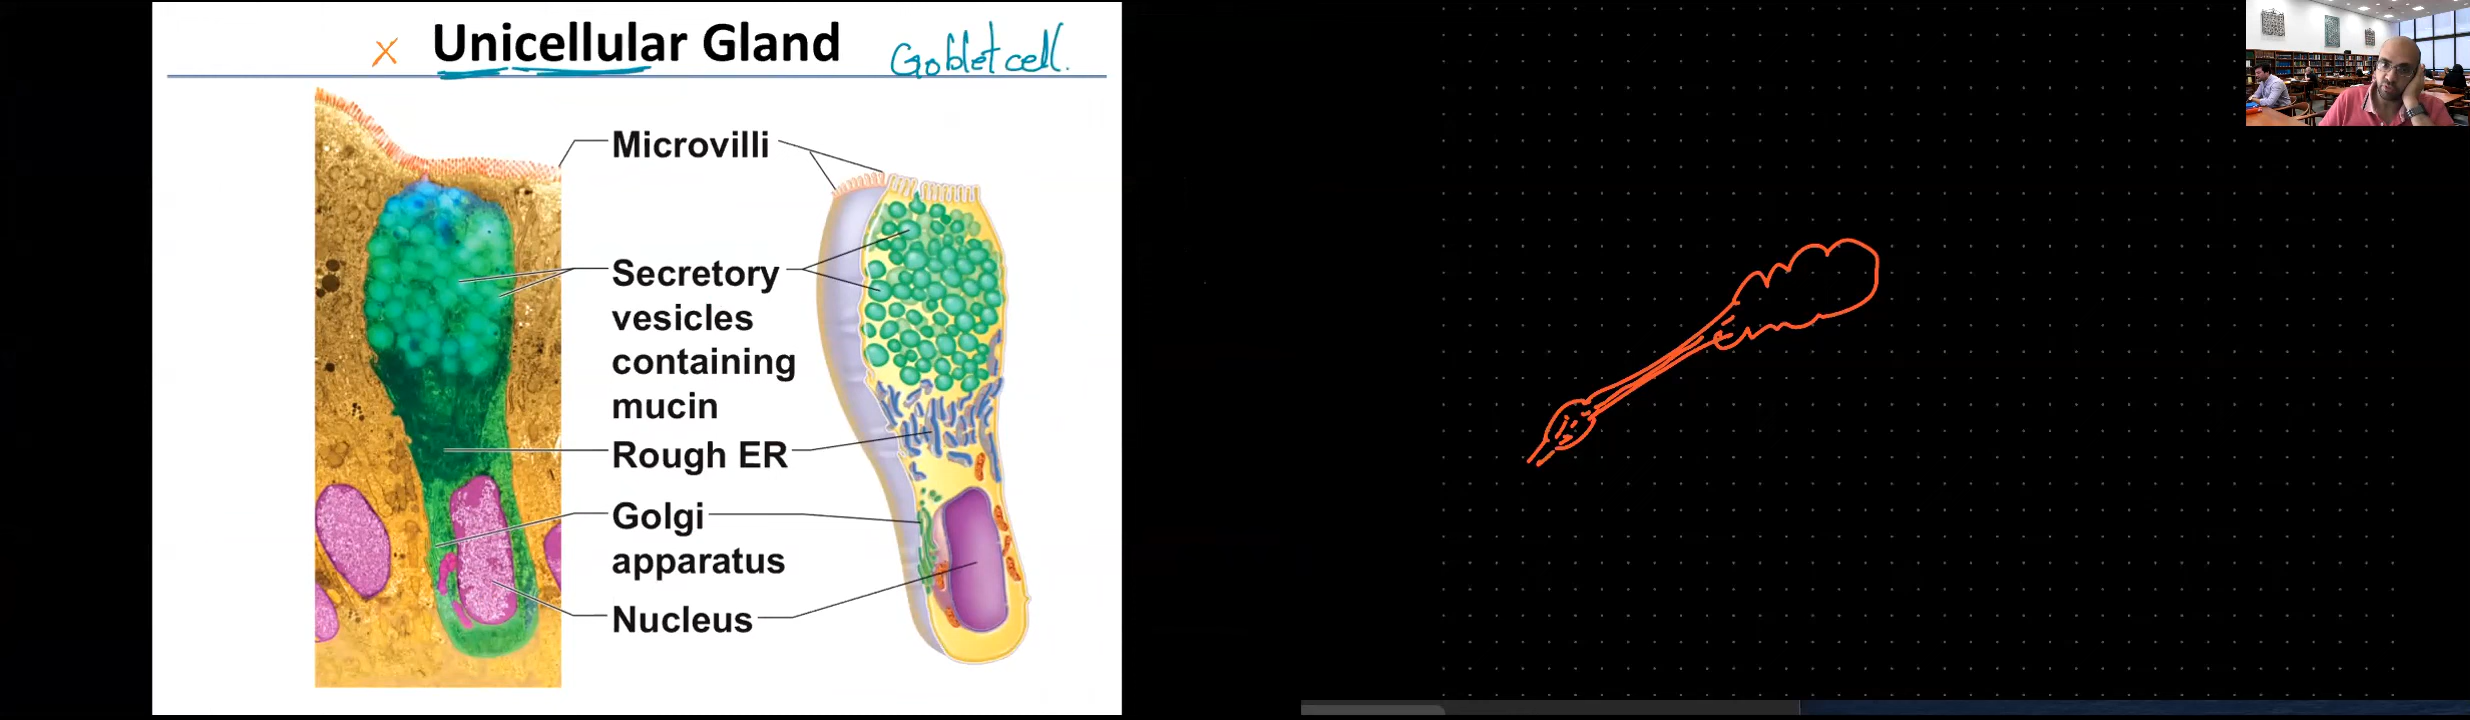 × Unicellular Gland Goblet cell.
Microvilli
Secretory
vesicles
containing
mucin
Rough ER
Golgi
apparatus
Nucleus